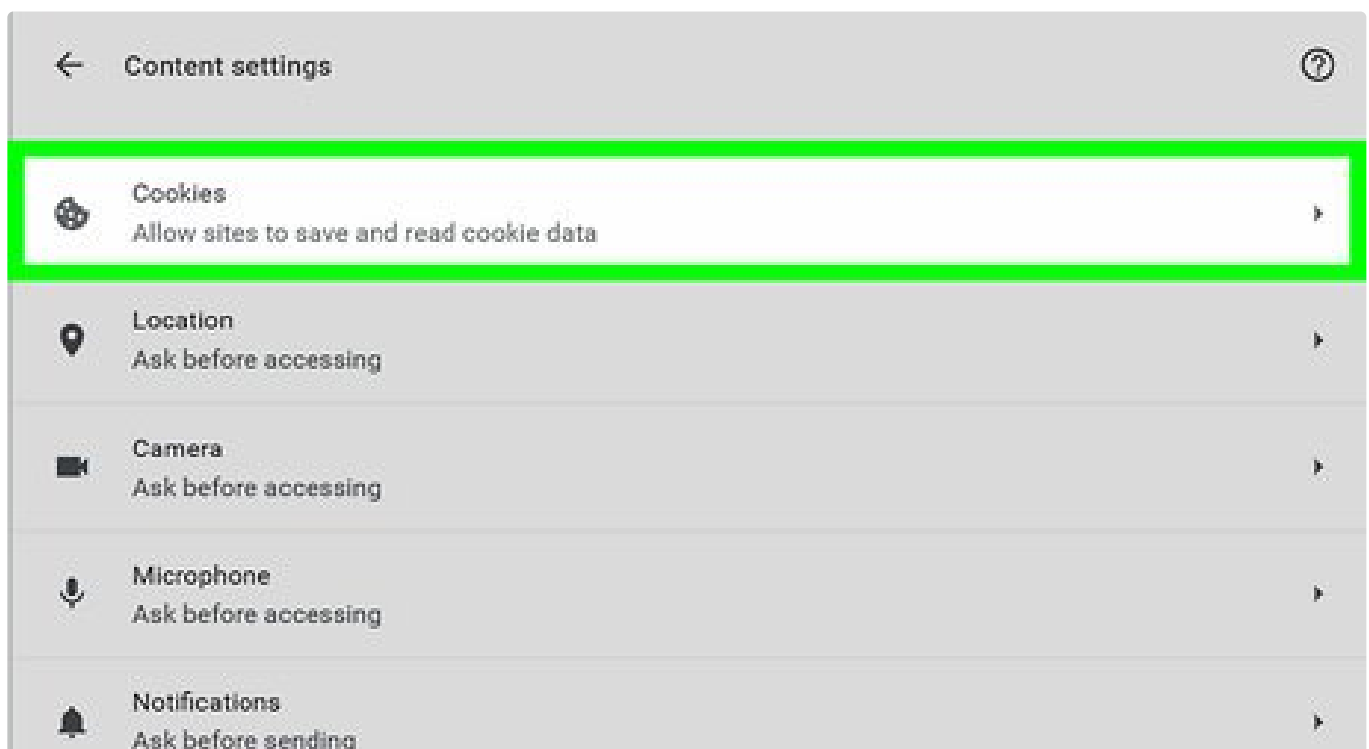 Content settings
Cookies
Allow sites to save and read cookie data
Location
Ask before accessing
Camera
Ask before accessing
Microphone
Ask before accessing
Notifications
Ask before sending